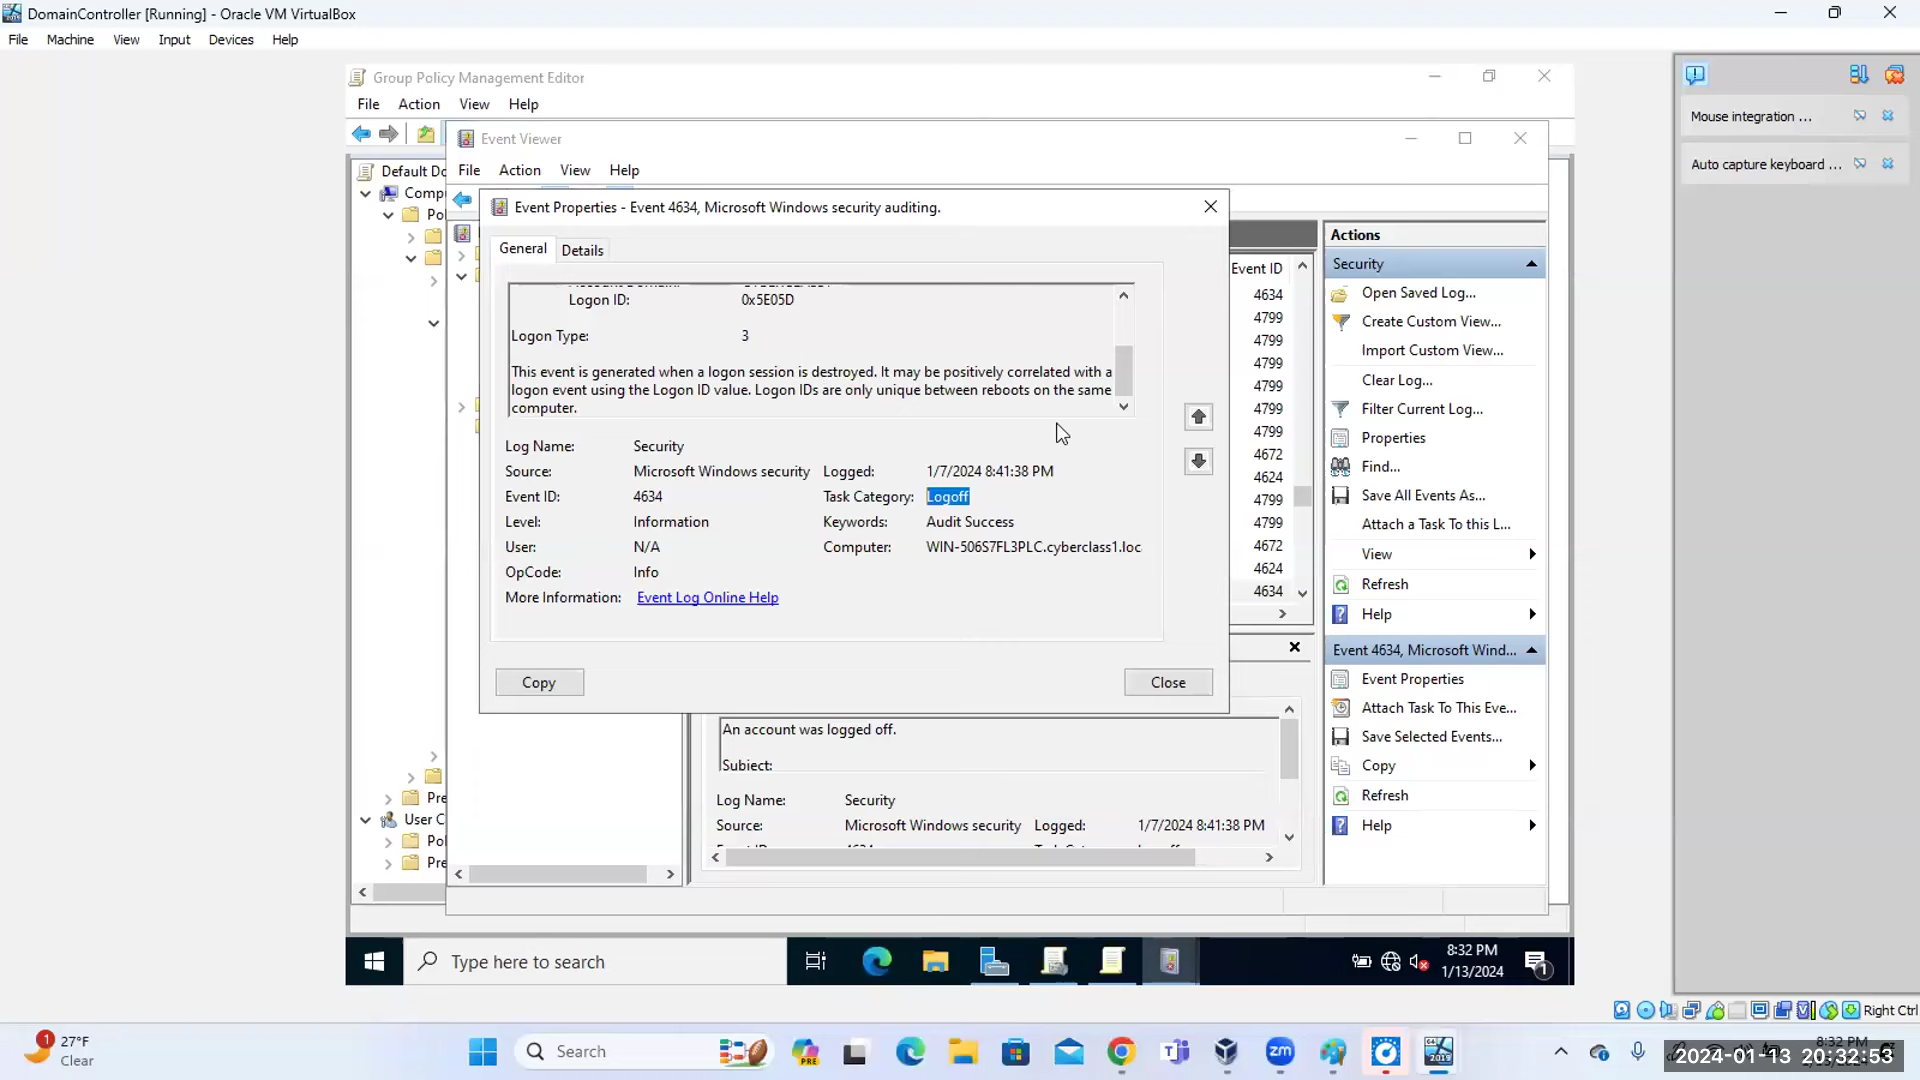 DomainController [Running] - Oracle VM VirtualBox
File Machine View Input Devices Help
Group Policy Management Editor
File Action View Help
Default Do
Comp
Po
Pre
User C
Pol
Pre
Event Viewer
File Action View Help
Event Properties - Event 4634, Microsoft Windows security auditing.
General Details
Logon ID: 0x5E05D
Logon Type: 3
This event is generated when a logon session is destroyed. It may be positively correlated with a
logon event using the Logon ID value. Logon IDs are only unique between reboots on the same
computer.
Log Name: Security
Source: Microsoft Windows security Logged: 1/7/2024 8:41:38 PM
Event ID: 4634 Task Category: Logoff
Level: Information Keywords: Audit Success
User: N/A Computer: WIN-506S7FL3PLC.cyberclass1.loc
OpCode: Info
More Information: Event Log Online Help
Copy Close
Event ID
4634
4799
4799
4799
4799
4799
4799
4672
4624
4799
4799
4672
4624
4634
An account was logged off.
Subject:
Log Name: Security
Source: Microsoft Windows security Logged: 1/7/2024 8:41:38 PM
Actions
Security
Open Saved Log...
Create Custom View...
Import Custom View...
Clear Log...
Filter Current Log...
Properties
Find...
Save All Events As...
Attach a Task To this L...
View
Refresh
Help
Event 4634, Microsoft Wind...
Event Properties
Attach Task To This Eve...
Save Selected Events...
Copy
Refresh
Help
Mouse integration ...
Auto capture keyboard ...
Type here to search
8:32 PM
1/13/2024
1
Right Ctrl
1
27°F
Clear
Search
PRE
zm
2019
8:32 PM
2024-01-13 20:32:53